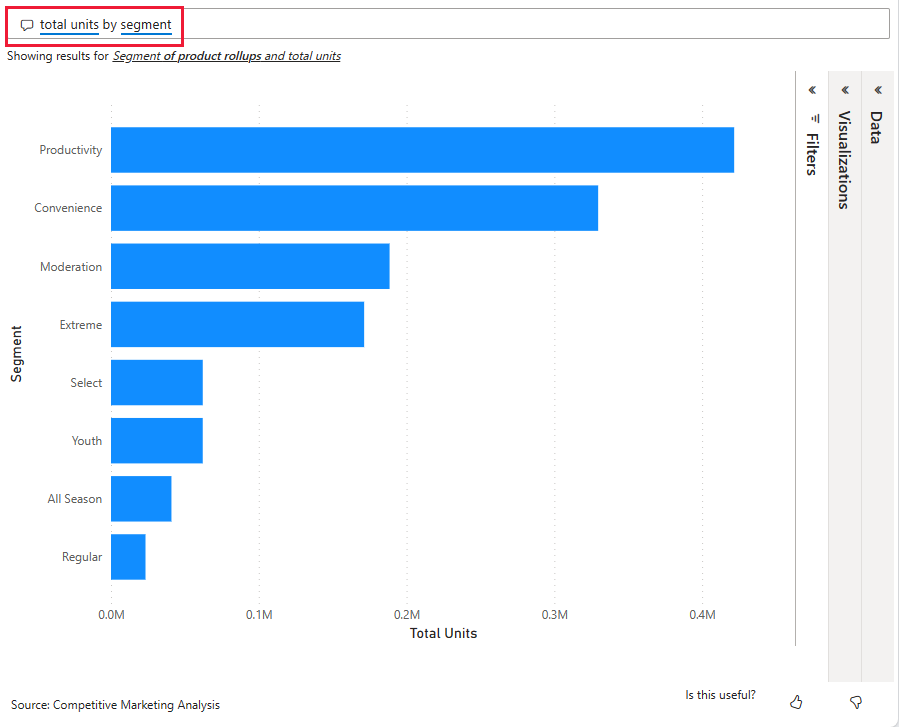 total units by segment
Showing results for Segment of product rollups and total units
Filters
Visualizations
Data
Segment
Productivity
Convenience
Moderation
Extreme
Select
Youth
All Season
Regular
0.0M 0.1M 0.2M 0.3M 0.4M
Total Units
Is this useful?
Source: Competitive Marketing Analysis